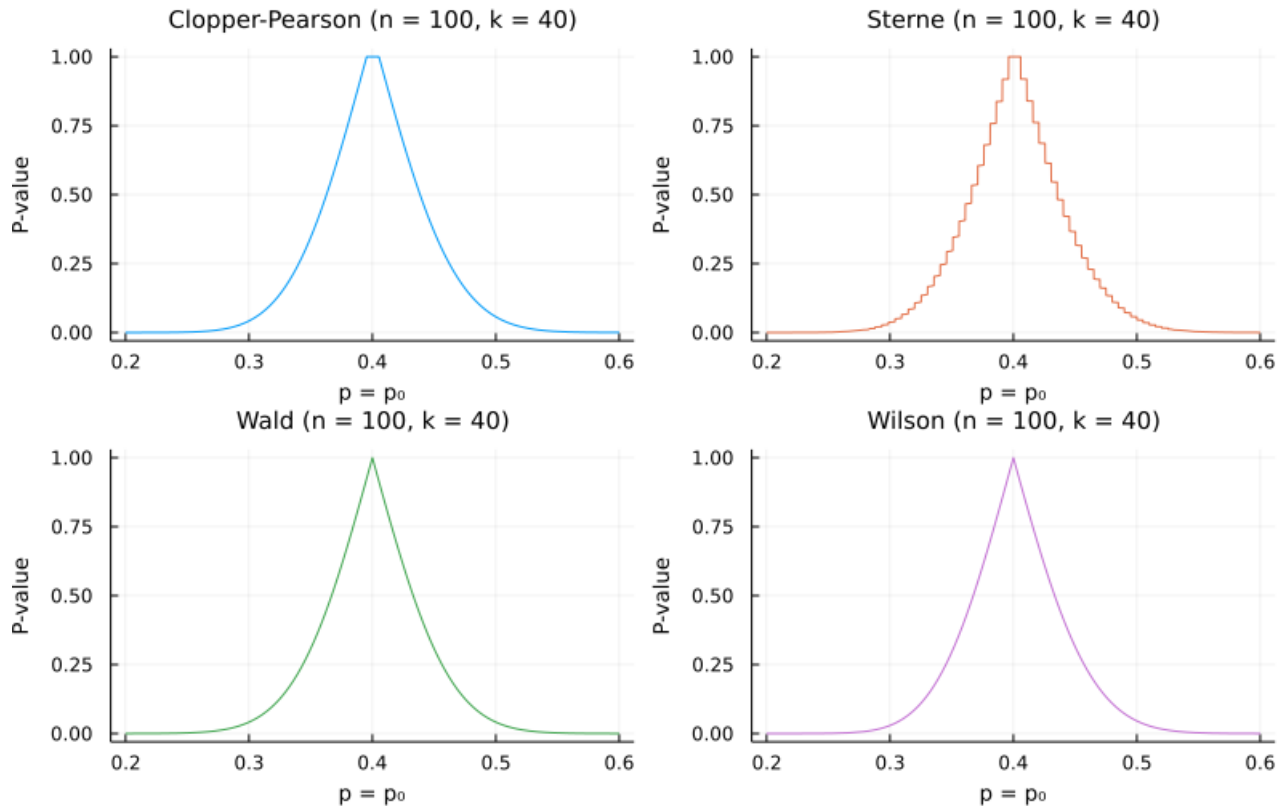 Clopper-Pearson (n = 100, k = 40)
P-value
1.00
0.75
0.50
0.25
0.00
0.2 0.3 0.4 0.5 0.6
p = p₀
Sterne (n = 100, k = 40)
P-value
1.00
0.75
0.50
0.25
0.00
0.2 0.3 0.4 0.5 0.6
p = p₀
Wald (n = 100, k = 40)
P-value
1.00
0.75
0.50
0.25
0.00
0.2 0.3 0.4 0.5 0.6
p = p₀
Wilson (n = 100, k = 40)
P-value
1.00
0.75
0.50
0.25
0.00
0.2 0.3 0.4 0.5 0.6
p = p₀